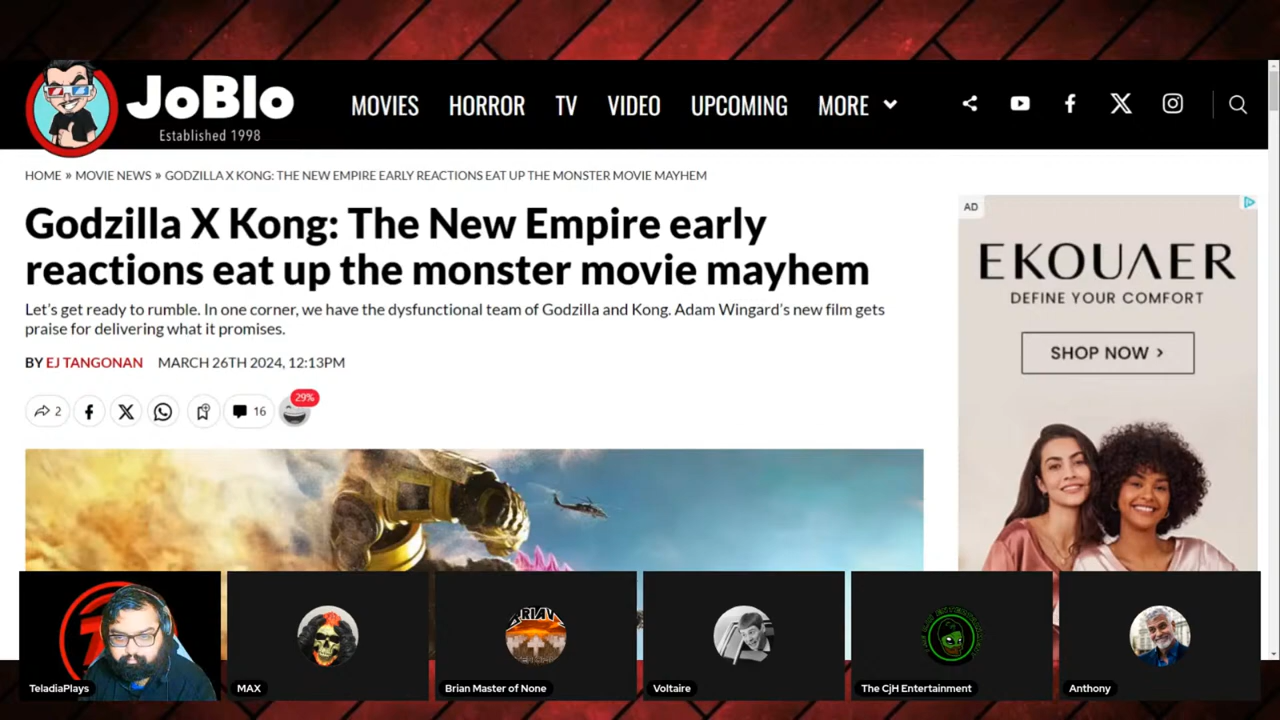 JoBlo
Established 1998
MOVIES HORROR TV VIDEO UPCOMING MORE
HOME » MOVIE NEWS » GODZILLA X KONG: THE NEW EMPIRE EARLY REACTIONS EAT UP THE MONSTER MOVIE MAYHEM
Godzilla X Kong: The New Empire early
reactions eat up the monster movie mayhem
Let's get ready to rumble. In one corner, we have the dysfunctional team of Godzilla and Kong. Adam Wingard's new film gets
praise for delivering what it promises.
BY EJ TANGONAN MARCH 26TH 2024, 12:13PM
2
16
29%
AD
EKOUAER
DEFINE YOUR COMFORT
SHOP NOW >
TeladiaPlays
MAX
Brian Master of None
Voltaire
The CjH Entertainment
Anthony